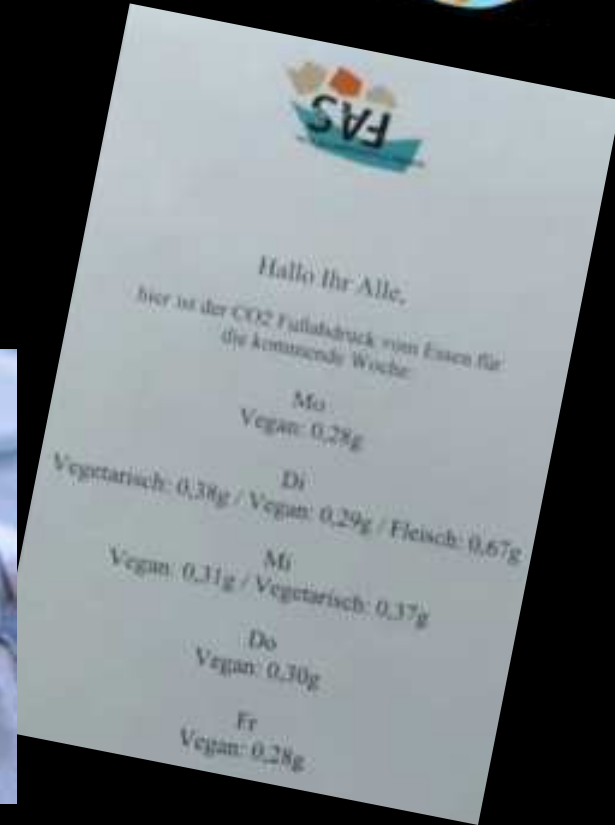 FAS
Hallo Ihr Alle,
hier ist der CO2 Fußabdruck vom Essen für
die kommende Woche:
Mo
Vegan: 0,28g
Di
Vegetarisch: 0,38g / Vegan: 0,29g / Fleisch: 0,67g
Mi
Vegan: 0,31g / Vegetarisch: 0,37g
Do
Vegan: 0,30g
Fr
Vegan: 0,28g